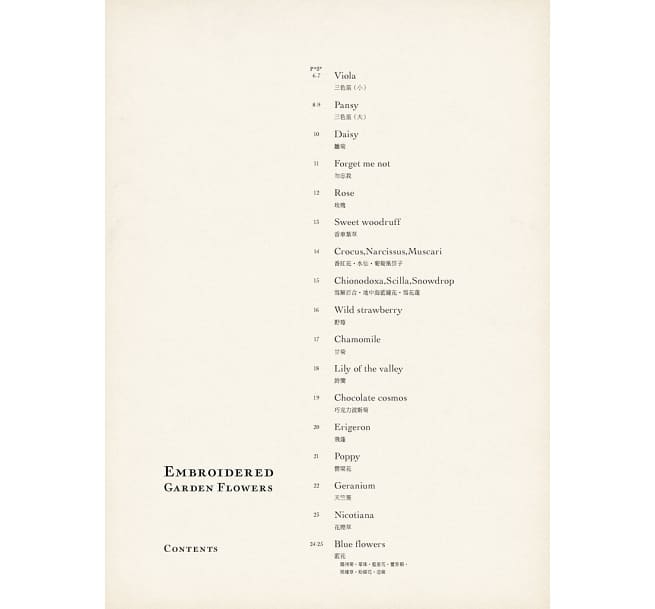 6-7 Viola
三色菫（小）
8-9 Pansy
三色菫（大）
10 Daisy
雛菊
11 Forget me not
勿忘我
12 Rose
玫瑰
13 Sweet woodruff
香車葉草
14 Crocus,Narcissus,Muscari
番紅花・水仙・葡萄風信子
15 Chionodoxa,Scilla,Snowdrop
雪解百合・地中海藍鐘花・雪花蓮
16 Wild strawberry
野莓
17 Chamomile
甘菊
18 Lily of the valley
鈴蘭
19 Chocolate cosmos
巧克力波斯菊
20 Erigeron
飛蓬
21 Poppy
罌粟花
22 Geranium
天竺葵
23 Nicotiana
花煙草
24-25 Blue flowers
藍花
EMBROIDERED
GARDEN FLOWERS
CONTENTS